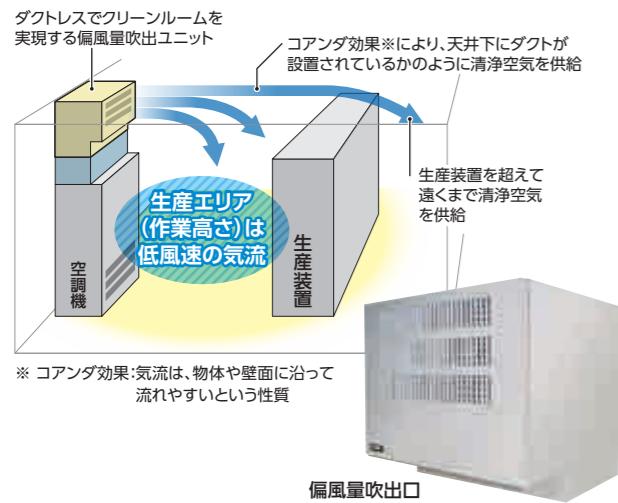 ダクトレスでクリーンルームを
実現する偏風量吹出ユニット
コアンダ効果※により、天井下にダクトが
設置されているかのように清浄空気を供給
生産装置を超えて
遠くまで清浄空気
を供給
生産エリア
(作業高さ)は
低風速の気流
空調機
生産装置
※ コアンダ効果:気流は、物体や壁面に沿って
流れやすいという性質
偏風量吹出口